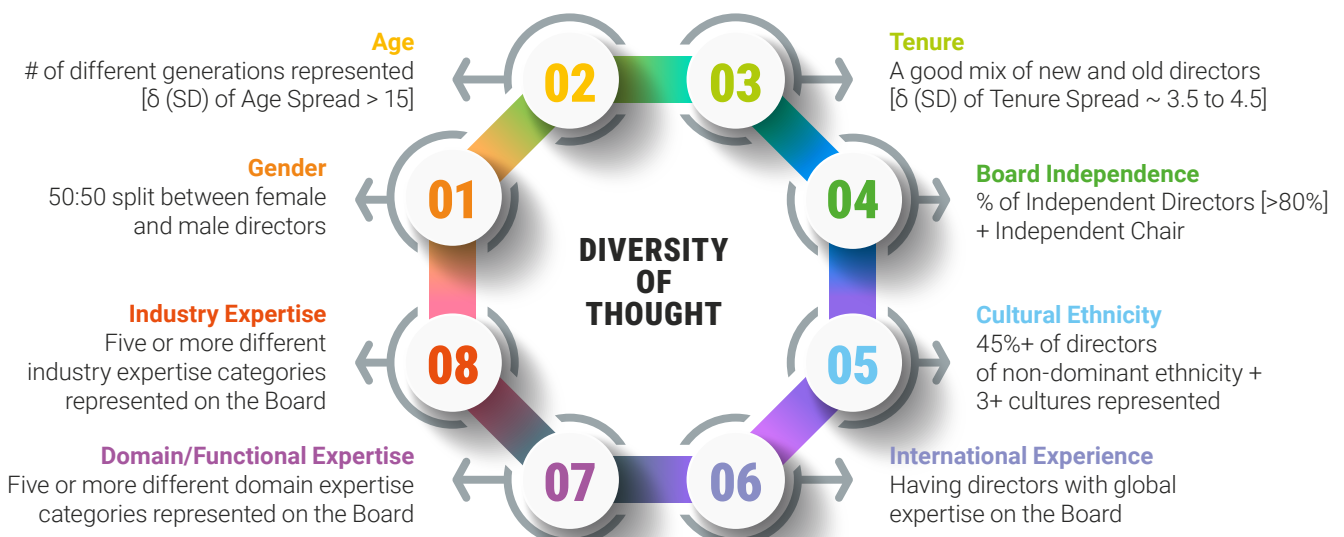 DIVERSITY
OF
THOUGHT
01
Gender
50:50 split between female
and male directors
02
Age
# of different generations represented
[δ (SD) of Age Spread > 15]
03
Tenure
A good mix of new and old directors
[δ (SD) of Tenure Spread ~ 3.5 to 4.5]
04
Board Independence
% of Independent Directors [>80%]
+ Independent Chair
05
Cultural Ethnicity
45%+ of directors
of non-dominant ethnicity +
3+ cultures represented
06
International Experience
Having directors with global
expertise on the Board
07
Domain/Functional Expertise
Five or more different domain expertise
categories represented on the Board
08
Industry Expertise
Five or more different
industry expertise categories
represented on the Board